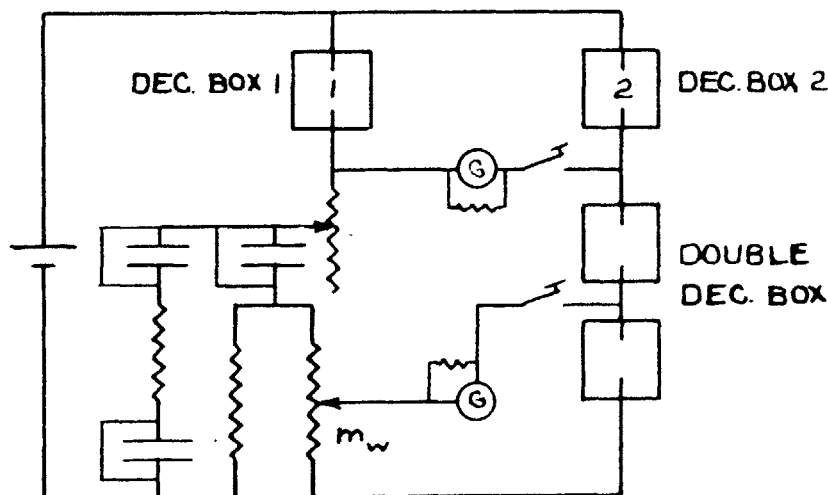 DEC. BOX 1
1
2
DEC. BOX 2
G
DOUBLE
DEC. BOX
G
m_w